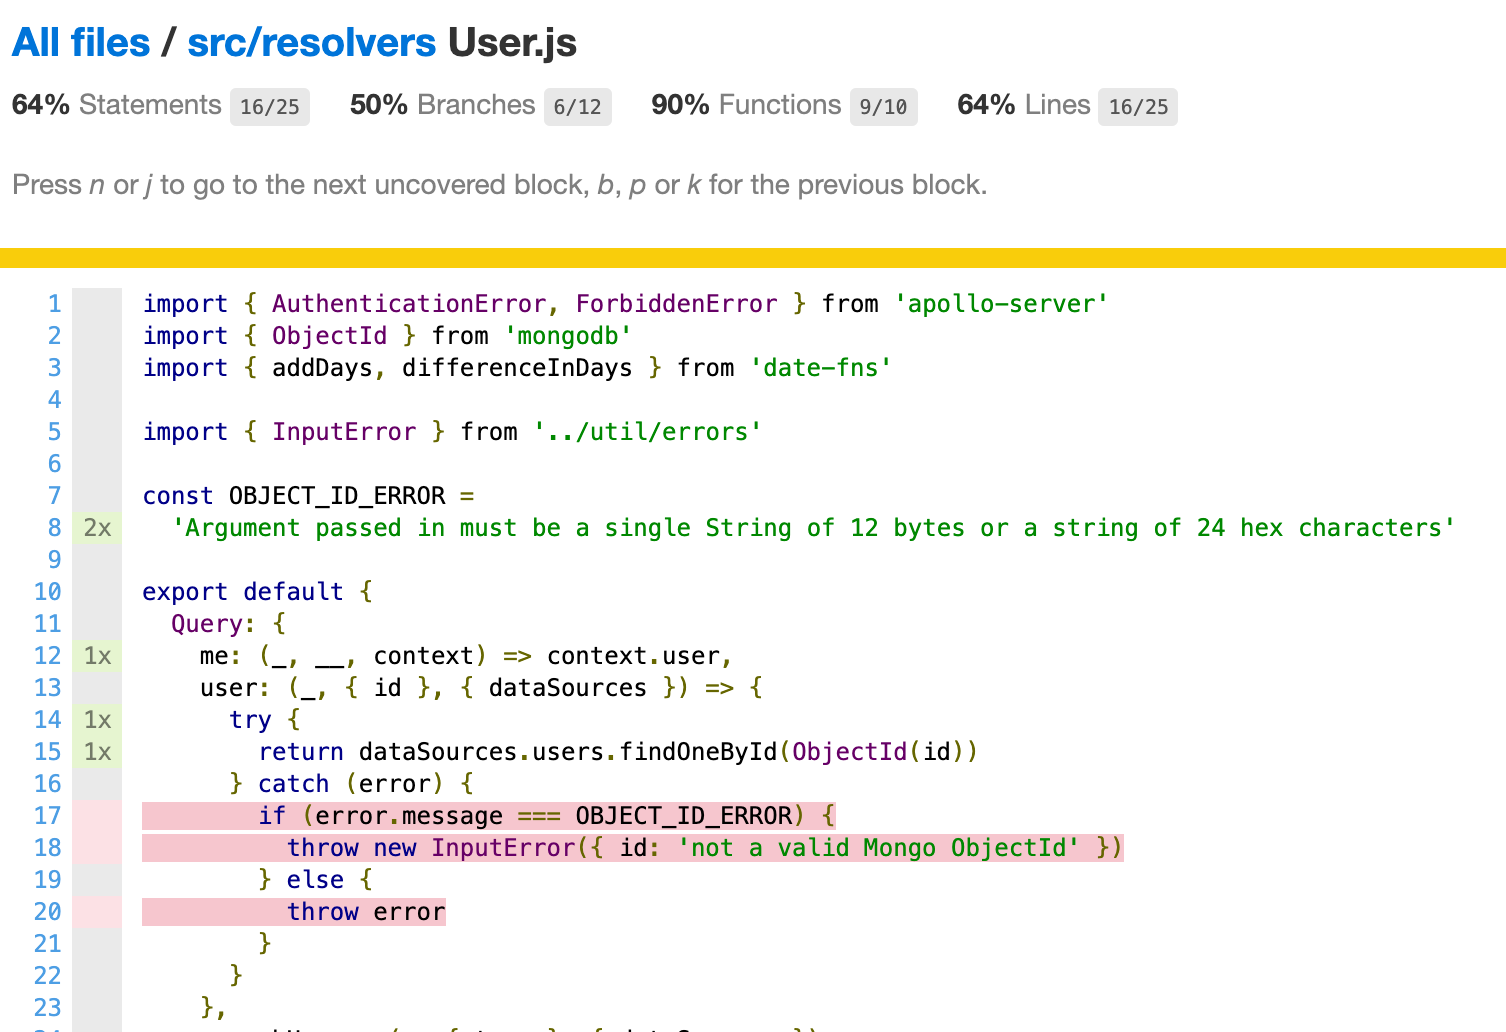 All files / src/resolvers User.js
64% Statements 16/25 50% Branches 6/12 90% Functions 9/10 64% Lines 16/25
Press n or j to go to the next uncovered block, b, p or k for the previous block.
1 import { AuthenticationError, ForbiddenError } from 'apollo-server'
2 import { ObjectId } from 'mongodb'
3 import { addDays, differenceInDays } from 'date-fns'
4
5 import { InputError } from '../util/errors'
6
7 const OBJECT_ID_ERROR =
8 2x 'Argument passed in must be a single String of 12 bytes or a string of 24 hex characters'
9
10 export default {
11 Query: {
12 1x me: (_, __, context) => context.user,
13 user: (_, { id }, { dataSources }) => {
14 1x try {
15 1x return dataSources.users.findOneById(ObjectId(id))
16 } catch (error) {
17 if (error.message === OBJECT_ID_ERROR) {
18 throw new InputError({ id: 'not a valid Mongo ObjectId' })
19 } else {
20 throw error
21 }
22 }
23 },